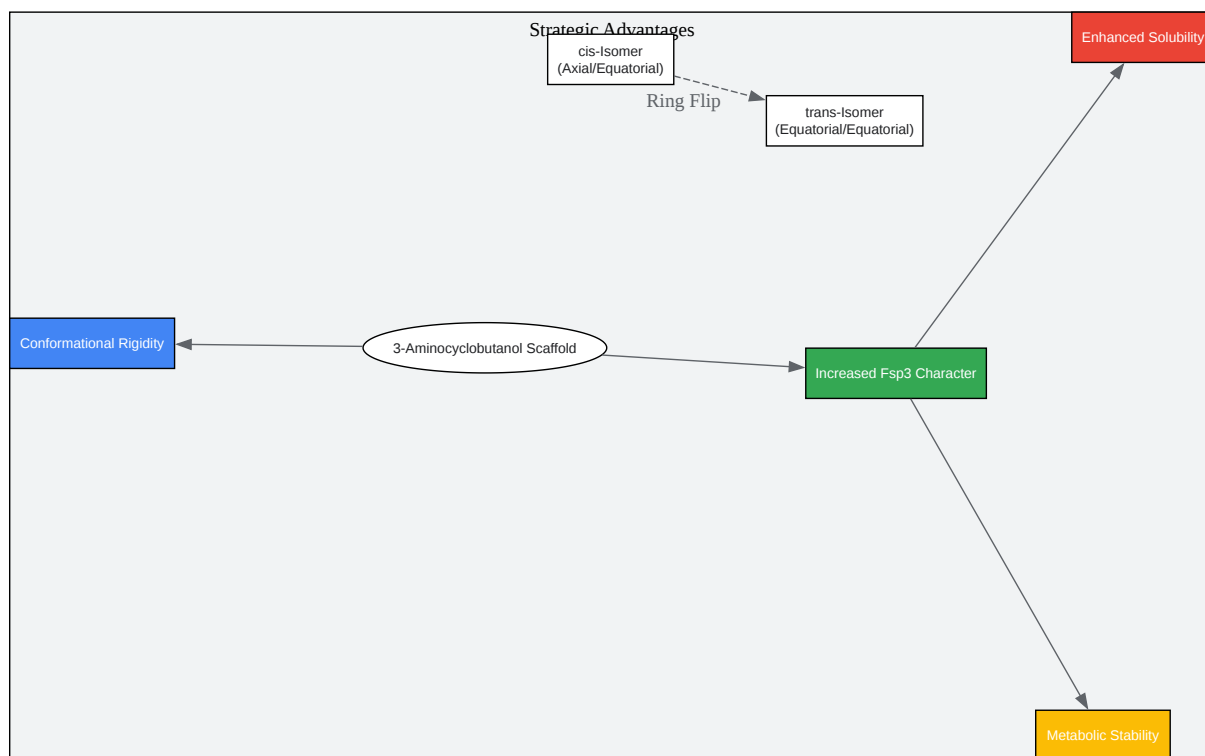 Strategic Advantages
cis-Isomer
(Axial/Equatorial)
Enhanced Solubility
Ring Flip
trans-Isomer
(Equatorial/Equatorial)
Conformational Rigidity
3-Aminocyclobutanol Scaffold
Increased Fsp3 Character
Metabolic Stability